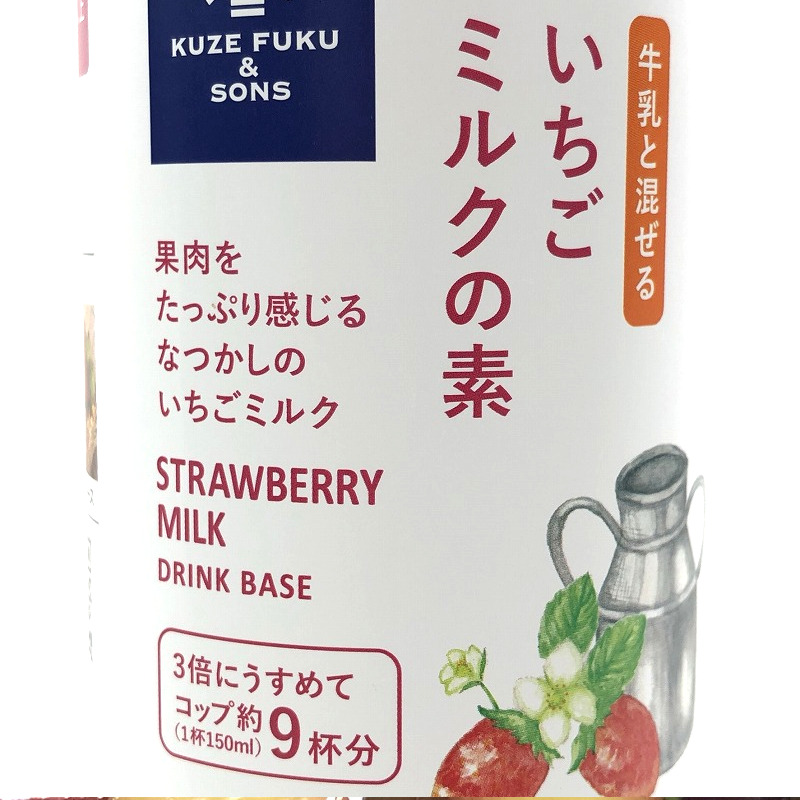 KUZE FUKU
&
SONS
牛乳と混ぜる
いちご
ミルクの素
果肉を
たっぷり感じる
なつかしの
いちごミルク
STRAWBERRY
MILK
DRINK BASE
3倍にうすめて
コップ約9杯分
(1杯150ml)